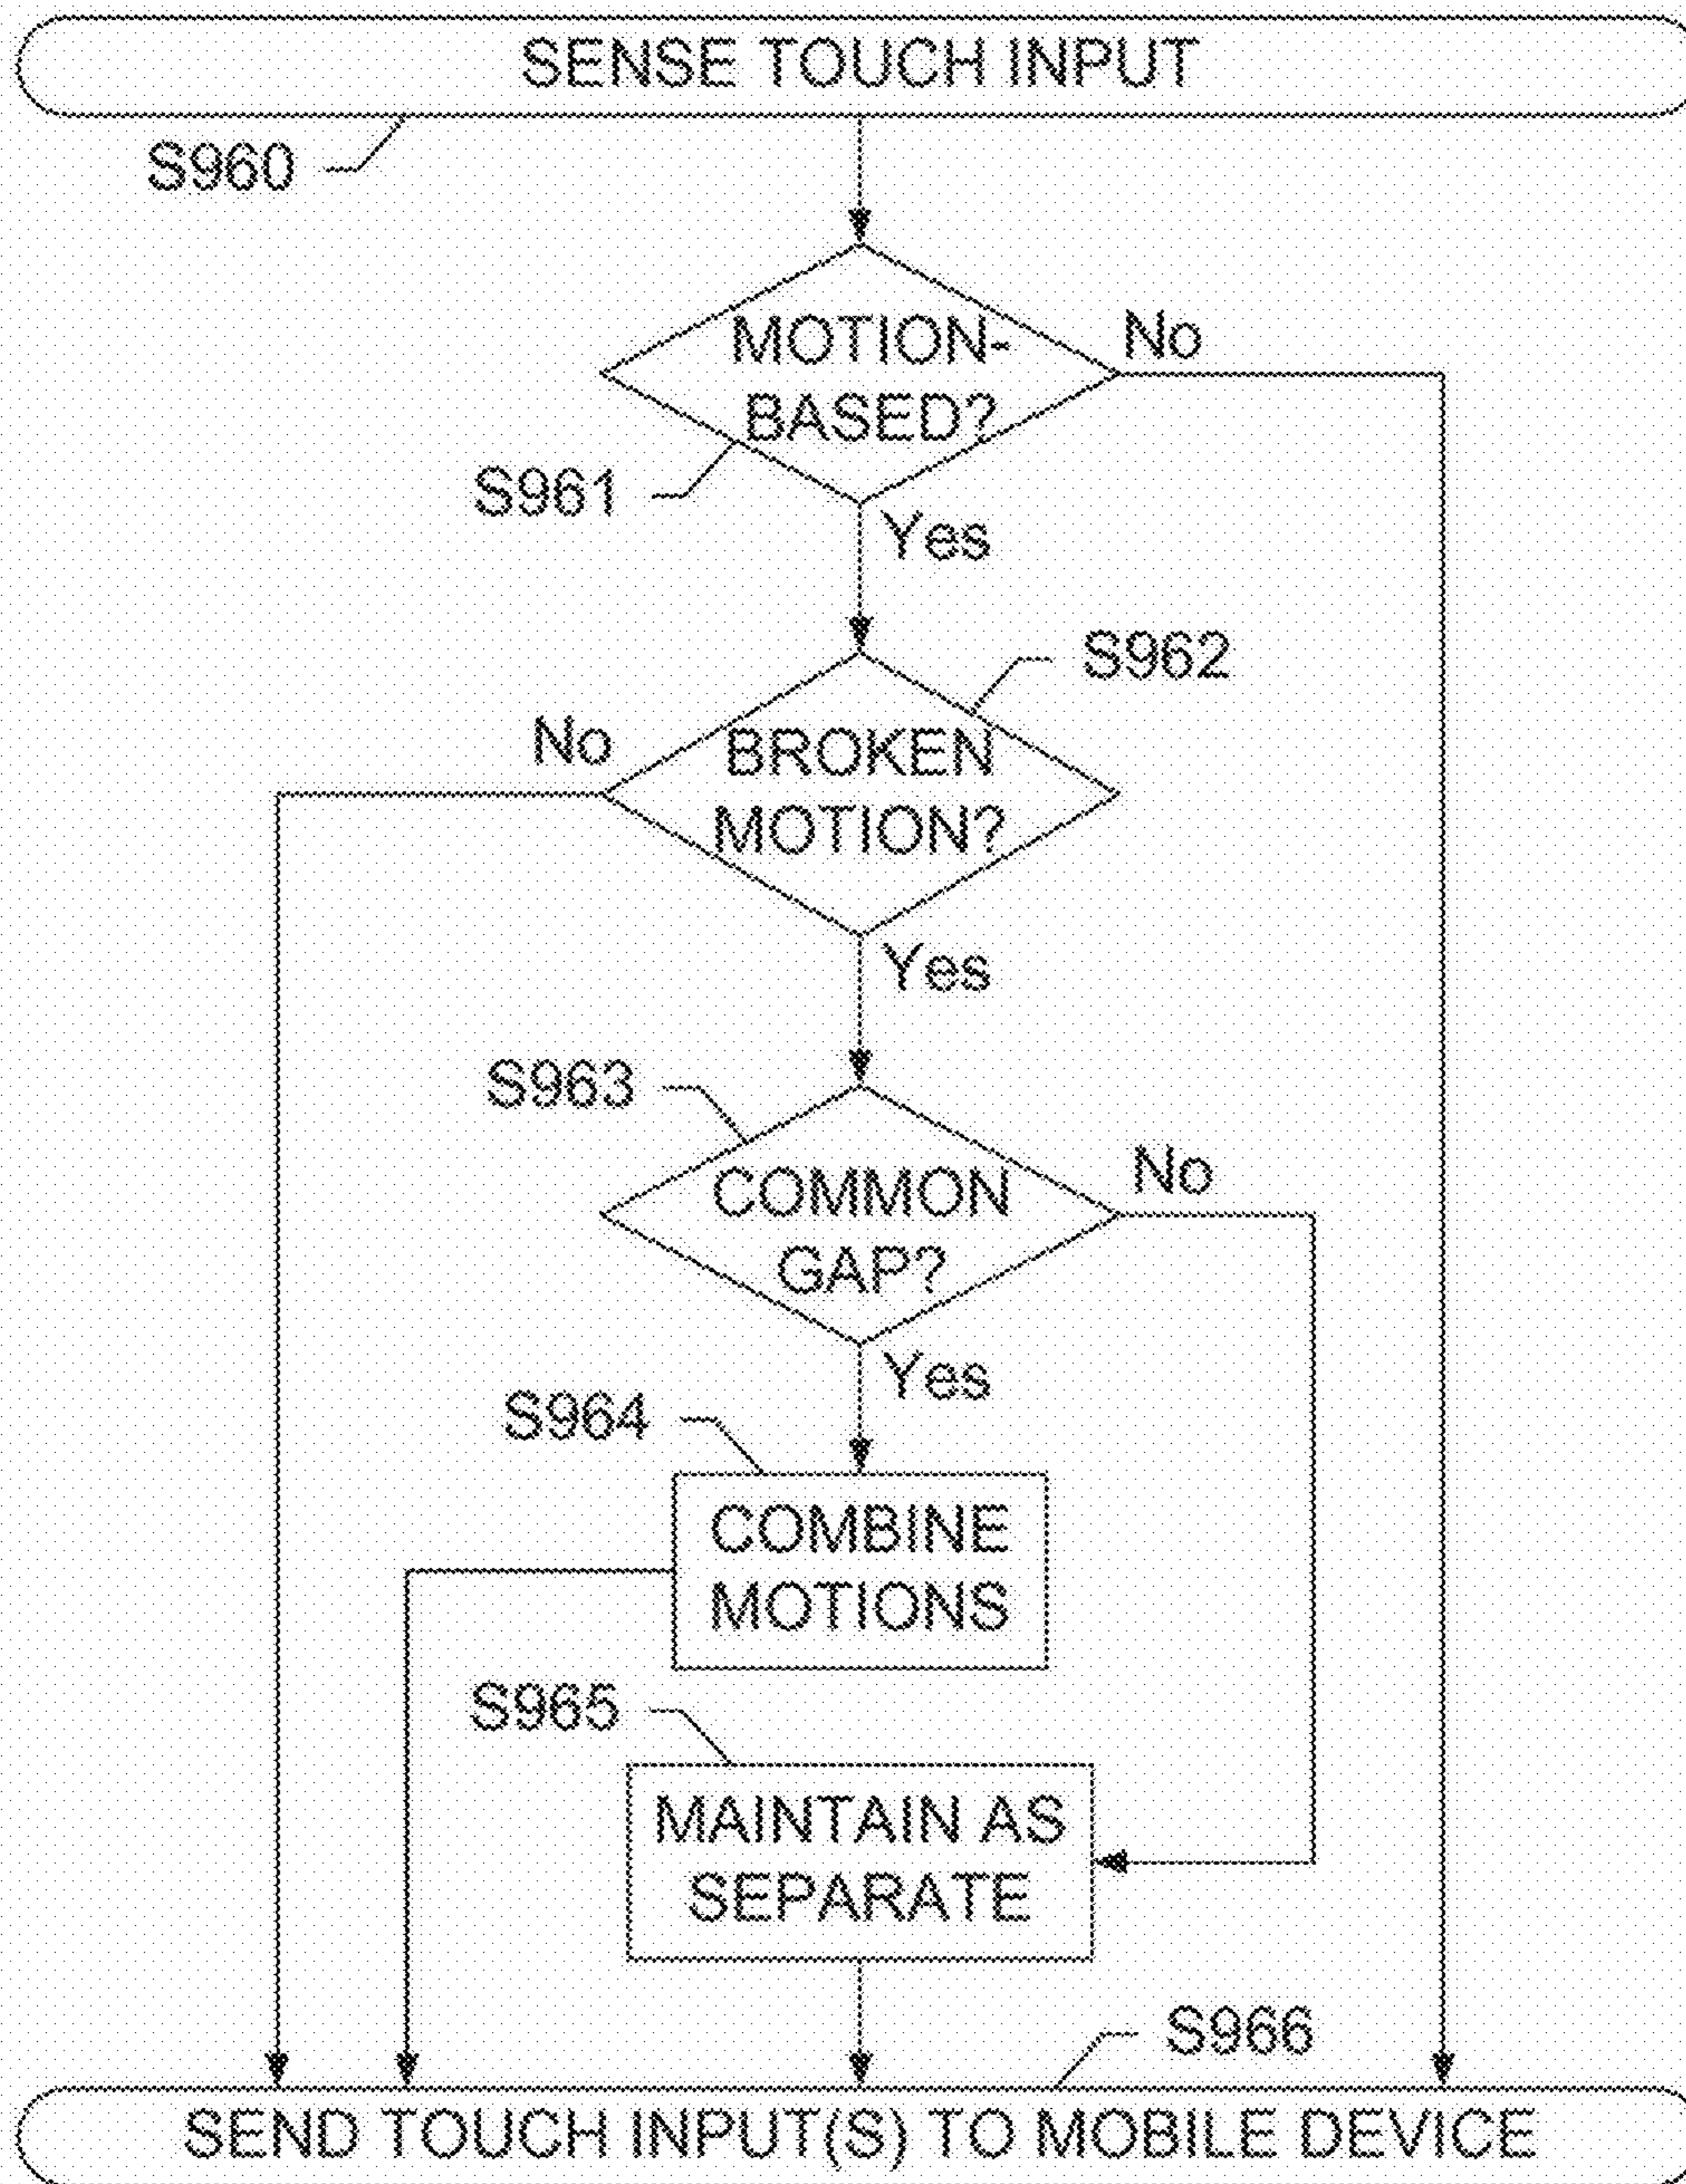 SENSE TOUCH INPUT
S960
MOTION-
BASED?
No
S961
Yes
S962
No
BROKEN
MOTION?
Yes
S963
COMMON
GAP?
No
Yes
S964
COMBINE
MOTIONS
S965
MAINTAIN AS
SEPARATE
S966
SEND TOUCH INPUT(S) TO MOBILE DEVICE